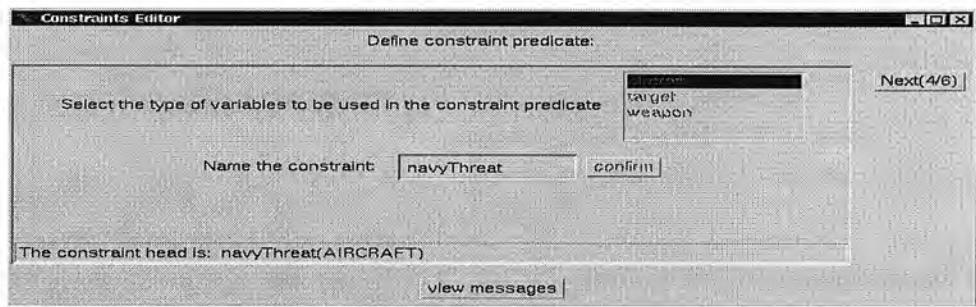 Constraints Editor
Define constraint predicate:
Next(4/6)
Select the type of variables to be used in the constraint predicate
target
weapon
Name the constraint: navyThreat confirm
The constraint head is: navyThreat(AIRCRAFT)
view messages